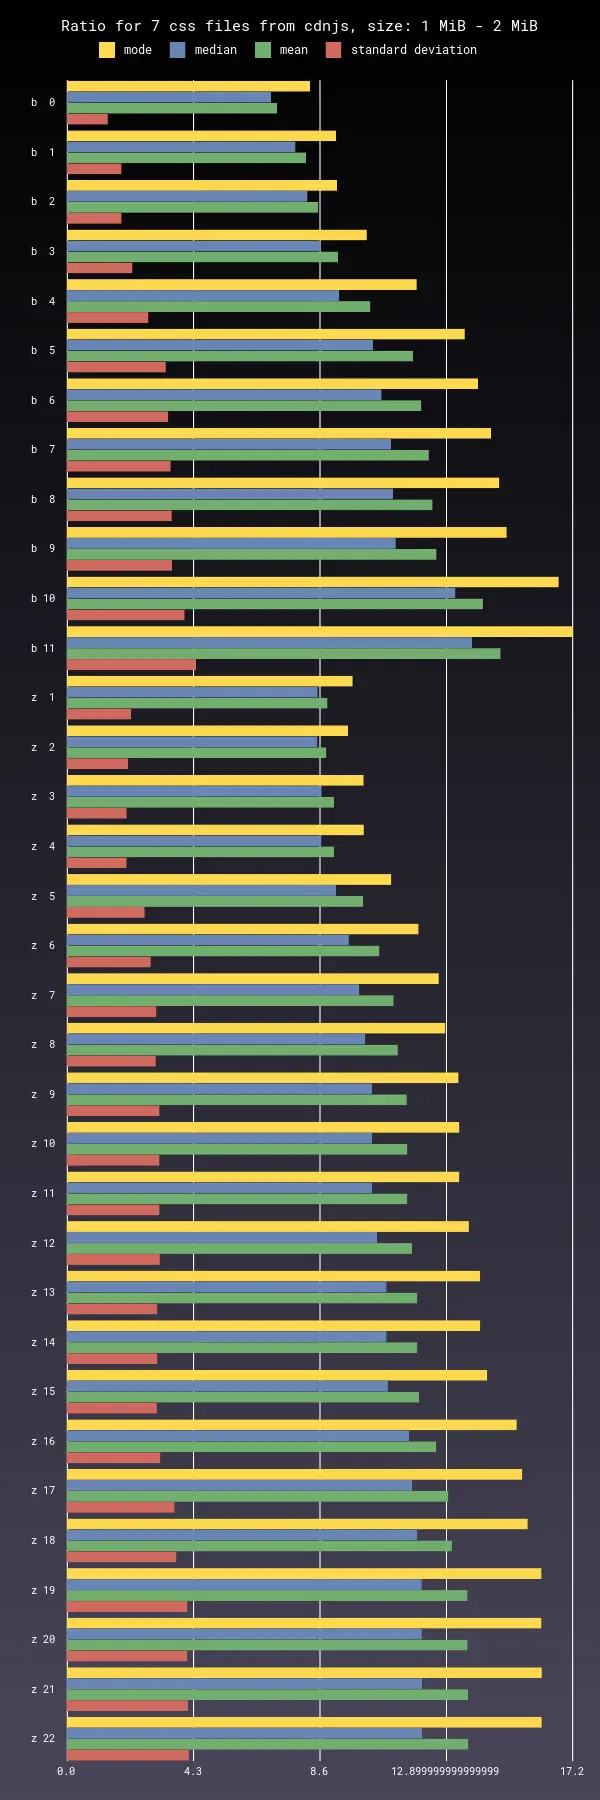 Ratio for 7 css files from cdnjs, size: 1 MiB - 2 MiB
mode median mean standard deviation
b 0
b 1
b 2
b 3
b 4
b 5
b 6
b 7
b 8
b 9
b 10
b 11
z 1
z 2
z 3
z 4
z 5
z 6
z 7
z 8
z 9
z 10
z 11
z 12
z 13
z 14
z 15
z 16
z 17
z 18
z 19
z 20
z 21
z 22
0.0 4.3 8.6 12.899999999999999 17.2